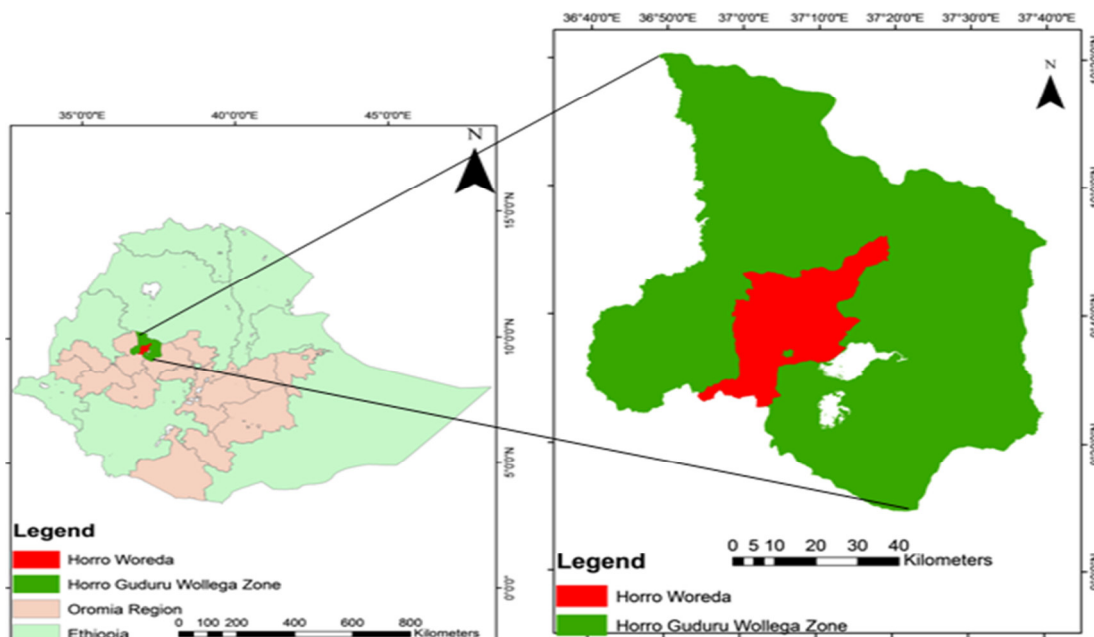 35°0'0"E 40°0'0"E 45°0'0"E
N
15°0'0"N
10°0'0"N
5°0'0"N
0°0'0"
Legend
Horro Woreda
Horro Guduru Wollega Zone
Oromia Region
Ethiopia
0 100 200 400 600 800
Kilometers
36°40'0"E 36°50'0"E 37°0'0"E 37°10'0"E 37°20'0"E 37°30'0"E 37°40'0"E
N
0 5 10 20 30 40
Kilometers
Legend
Horro Woreda
Horro Guduru Wollega Zone